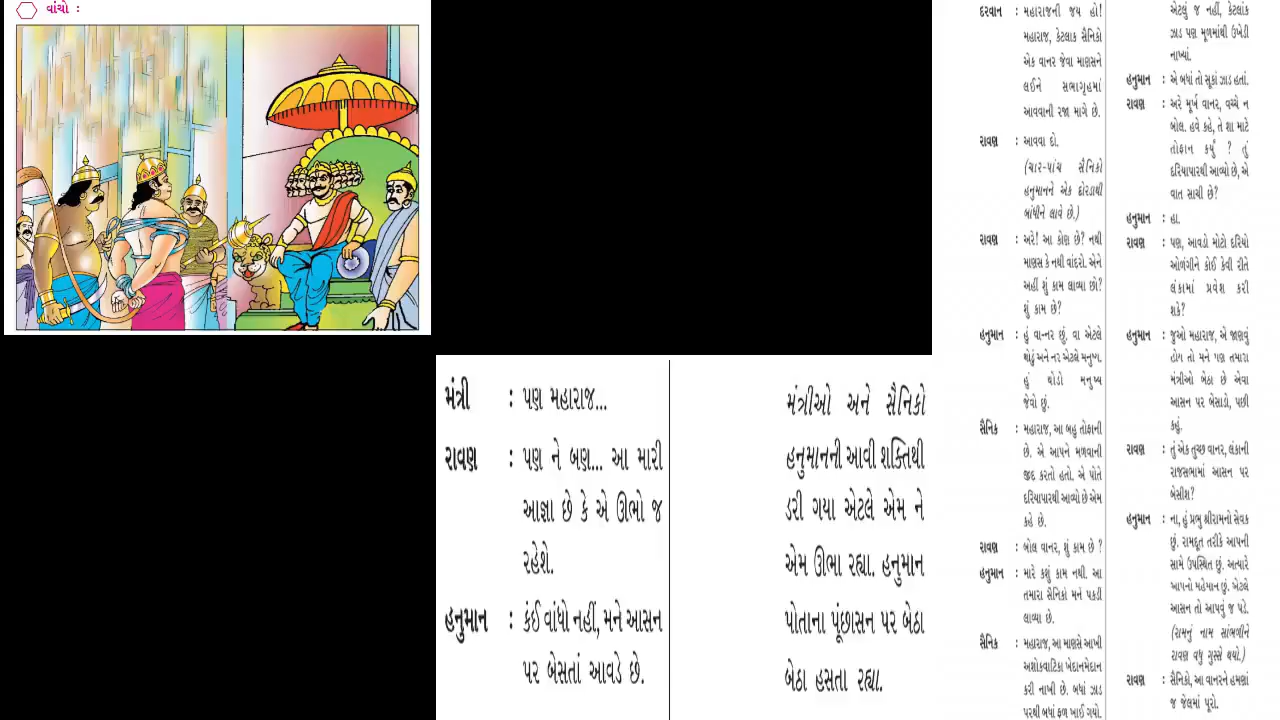 વાંચો :
દરવાન : મહારાજની જય હો!
મહારાજ, કેટલાક સૈનિકો
એક વાનર જેવા માણસને
લઈને સભાગૃહમાં
આવવાની રજા માગે છે.
રાવણ : આવવા દો.
(ચાર-પાંચ સૈનિકો
હનુમાનને એક દોરડાથી
બાંધીને લાવે છે.)
રાવણ : અરે! આ કોણ છે? નથી
માણસ કે નથી વાંદરો. એને
અહીં શું કામ લાવ્યા છો?
શું કામ છે?
હનુમાન : હું વા-નર છું. વા એટલે
થોડું અને નર એટલે મનુષ્ય.
હું થોડો મનુષ્ય
જેવો છું.
સૈનિક : મહારાજ, આ બહુ તોફાની
છે. એ આપને મળવાની
જીદ કરતો હતો. એ પોતે
દરિયાપારથી આવ્યો છે એમ
કહે છે.
રાવણ : બોલ વાનર, શું કામ છે ?
હનુમાન : મારે કશું કામ નથી. આ
તમારા સૈનિકો મને પકડી
લાવ્યા છે.
સૈનિક : મહારાજ, આ માણસે આખી
અશોકવાટિકા ખેદાનમેદાન
કરી નાખી છે. બધાં ઝાડ
પરથી બધાં ફળ ખાઈ ગયો.
એટલું જ નહીં, કેટલાંક
ઝાડ પણ મૂળમાંથી ઉખેડી
નાખ્યાં.
હનુમાન : એ બધાં તો સૂકાં ઝાડ હતાં.
રાવણ : અરે મૂર્ખ વાનર, વચ્ચે ન
બોલ. હવે કહે, તે શા માટે
તોફાન કર્યું ? તું
દરિયાપારથી આવ્યો છે, એ
વાત સાચી છે?
હનુમાન : હા.
રાવણ : પણ, આવડો મોટો દરિયો
ઓળંગીને કોઈ કેવી રીતે
લંકામાં પ્રવેશ કરી
શકે?
હનુમાન : જુઓ મહારાજ, એ જાણવું
હોય તો મને પણ તમારા
મંત્રીઓ બેઠા છે એવા
આસન પર બેસાડો, પછી
કહું.
રાવણ : તું એક તુચ્છ વાનર, લંકાની
રાજસભામાં આસન પર
બેસીશ?
હનુમાન : ના, હું પ્રભુ શ્રીરામનો સેવક
છું. રામદૂત તરીકે આપની
સામે ઉપસ્થિત છું. અત્યારે
આપનો મહેમાન છું. એટલે
આસન તો આપવું જ પડે.
(રામનું નામ સાંભળીને
રાવણ વધુ ગુસ્સે થયો.)
રાવણ : સૈનિકો, આ વાનરને હમણાં
જ જેલમાં પૂરો.
મંત્રી : પણ મહારાજ...
રાવણ : પણ ને બણ... આ મારી
આજ્ઞા છે કે એ ઊભો જ
રહેશે.
હનુમાન : કંઈ વાંધો નહીં, મને આસન
પર બેસતાં આવડે છે.
મંત્રીઓ અને સૈનિકો
હનુમાનની આવી શક્તિથી
ડરી ગયા એટલે એમ ને
એમ ઊભા રહ્યા. હનુમાન
પોતાના પૂંછાસન પર બેઠા
બેઠા હસતા રહ્યા.